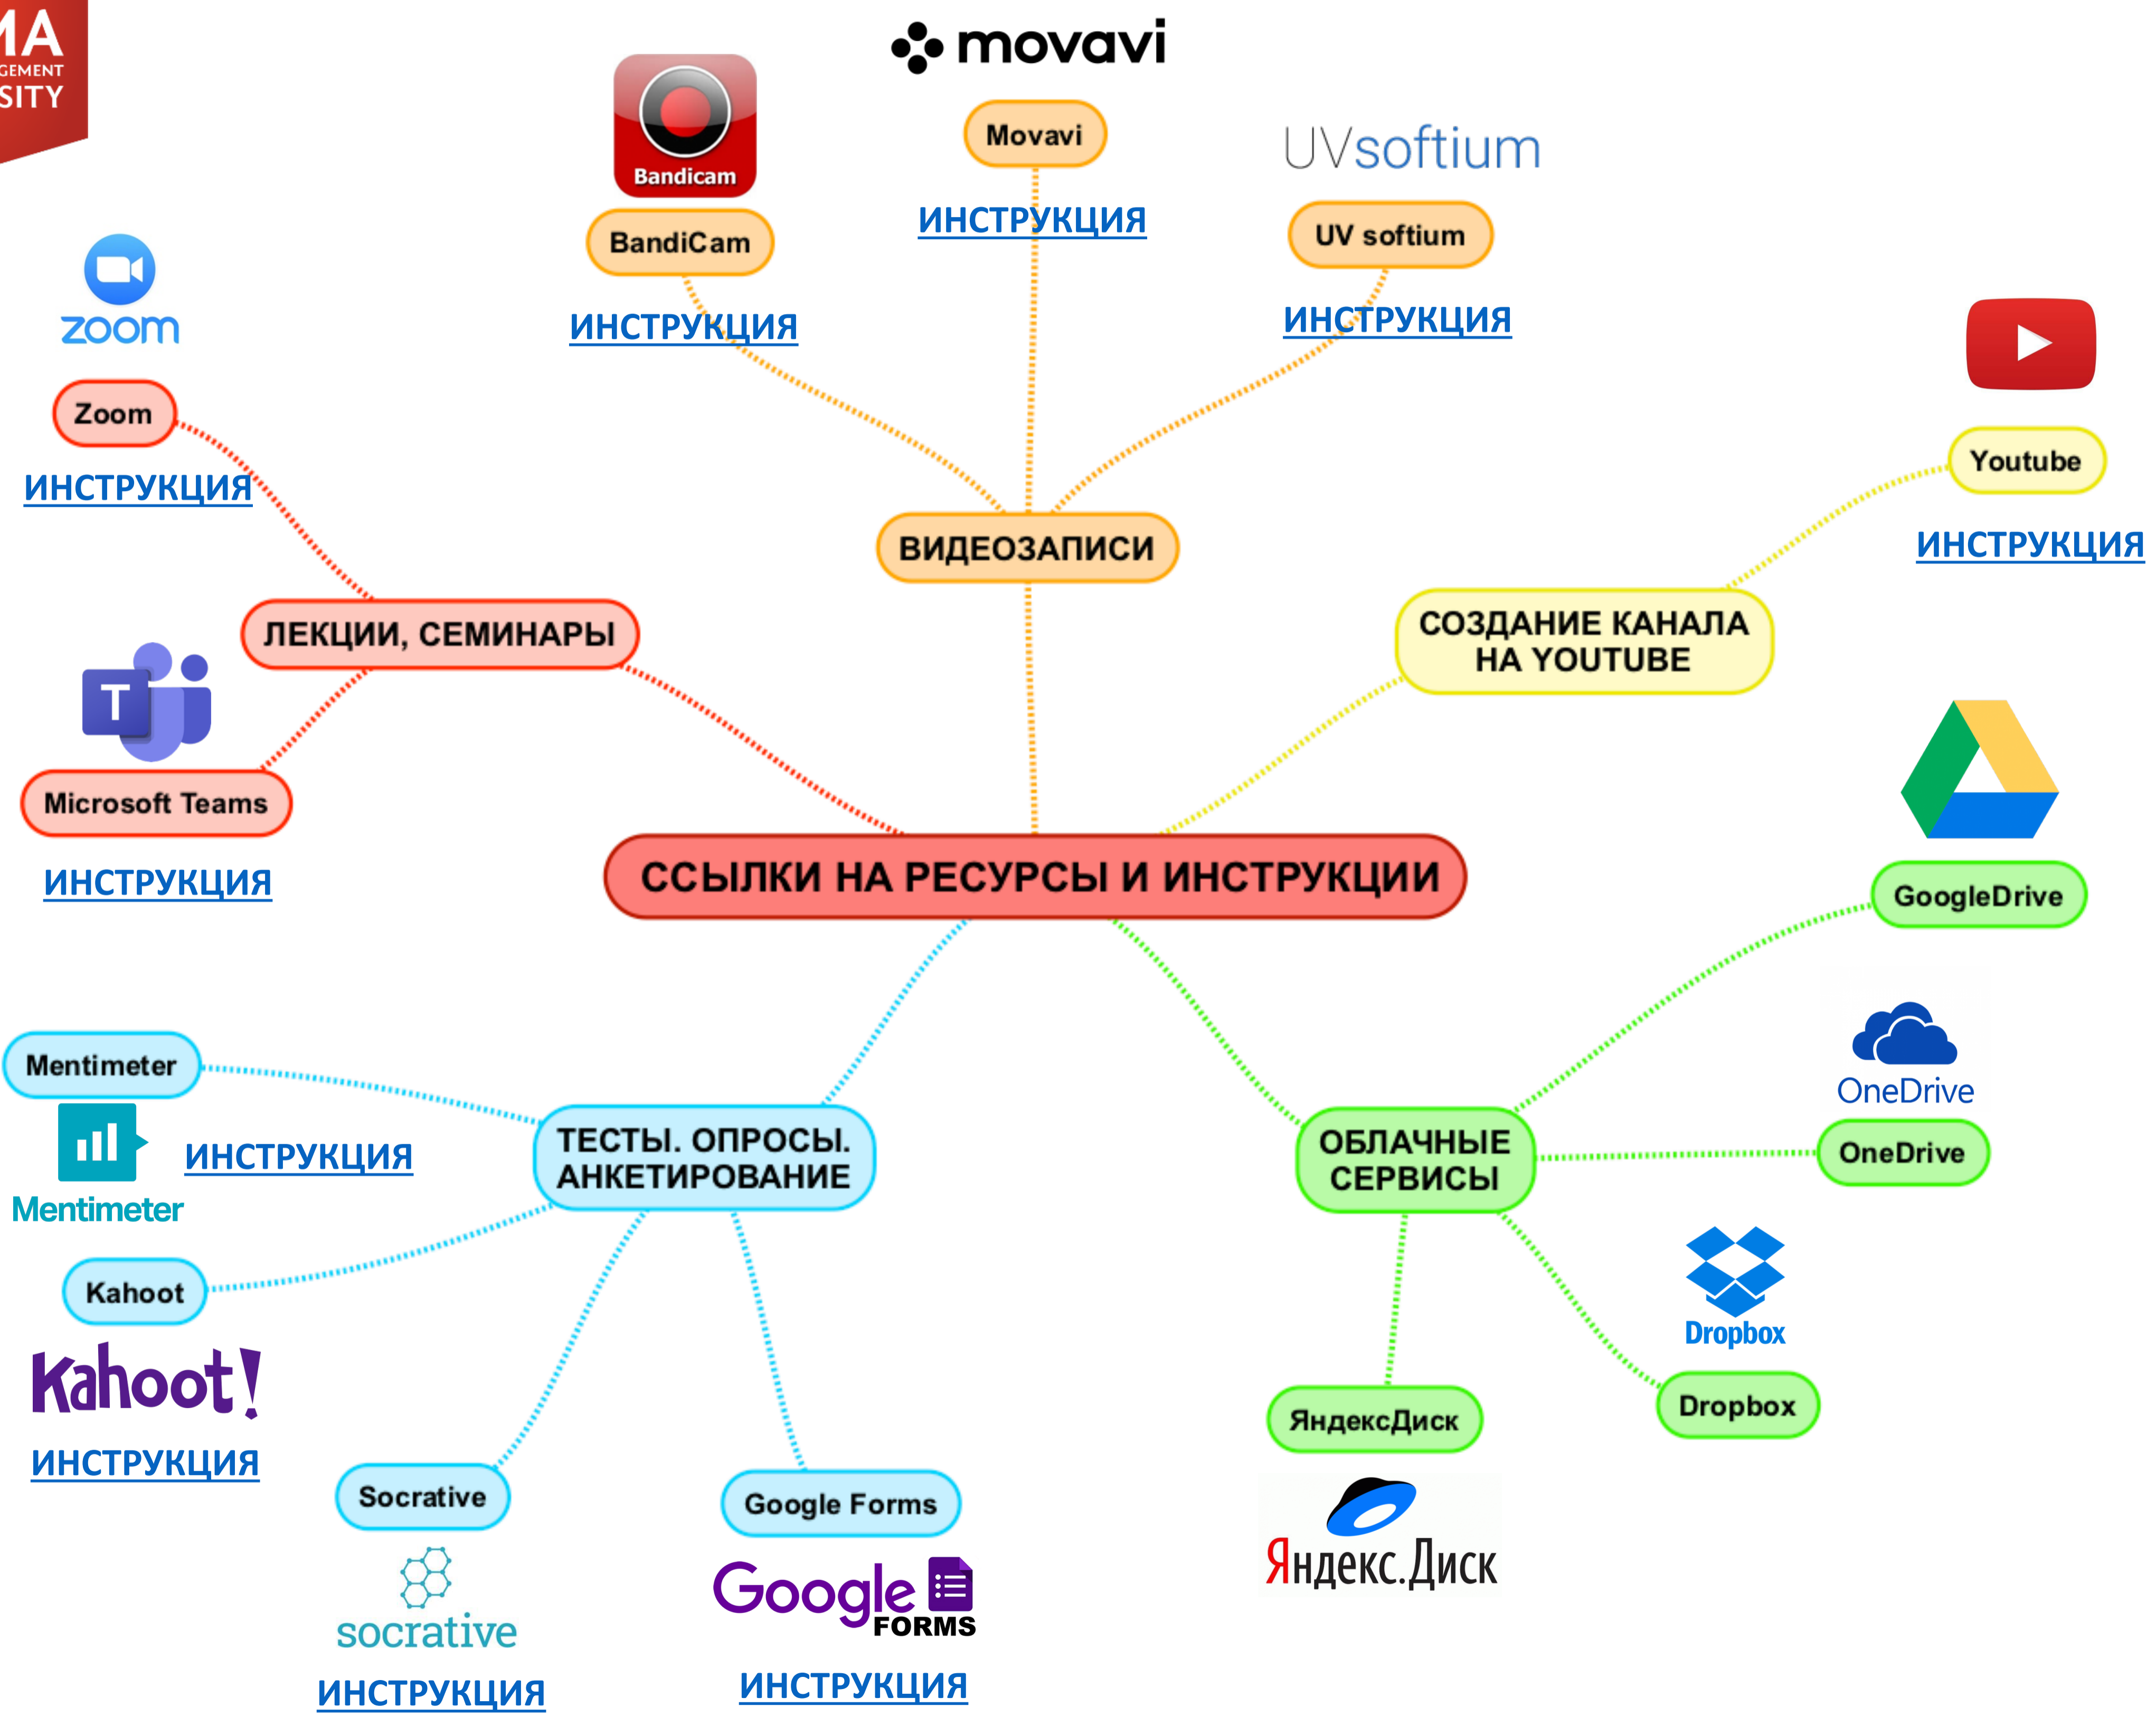 MA
GEMENT
SITY
movavi
Movavi
ИНСТРУКЦИЯ
Bandicam
BandiCam
ИНСТРУКЦИЯ
UVsoftium
UV softium
ИНСТРУКЦИЯ
zoom
Zoom
ИНСТРУКЦИЯ
Youtube
ИНСТРУКЦИЯ
ВИДЕОЗАПИСИ
ЛЕКЦИИ, СЕМИНАРЫ
СОЗДАНИЕ КАНАЛА
НА YOUTUBE
T
Microsoft Teams
ИНСТРУКЦИЯ
ССЫЛКИ НА РЕСУРСЫ И ИНСТРУКЦИИ
GoogleDrive
OneDrive
OneDrive
Mentimeter
Mentimeter
ИНСТРУКЦИЯ
ТЕСТЫ. ОПРОСЫ.
АНКЕТИРОВАНИЕ
ОБЛАЧНЫЕ
СЕРВИСЫ
Kahoot
Kahoot!
ИНСТРУКЦИЯ
Dropbox
Dropbox
ЯндексДиск
Яндекс.Диск
Socrative
socrative
ИНСТРУКЦИЯ
Google Forms
Google
FORMS
ИНСТРУКЦИЯ